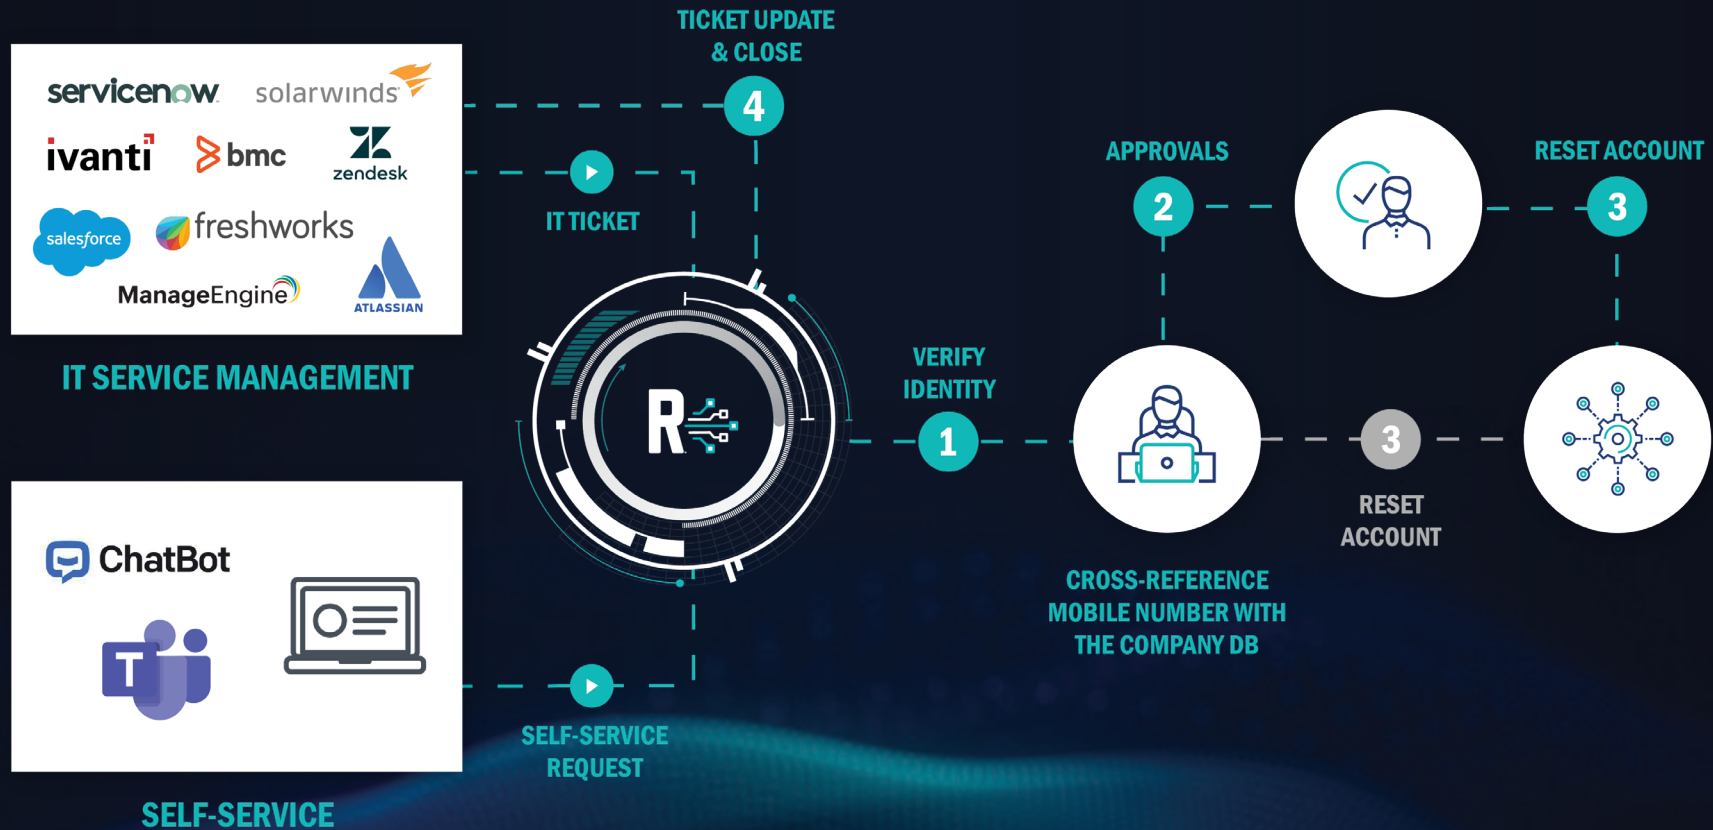 TICKET UPDATE
& CLOSE
4
servicenow
solarwinds
ivanti
bmc
zendesk
salesforce
freshworks
ManageEngine
ATLASSIAN
IT SERVICE MANAGEMENT
IT TICKET
R
VERIFY
IDENTITY
1
APPROVALS
2
RESET ACCOUNT
3
3
RESET
ACCOUNT
CROSS-REFERENCE
MOBILE NUMBER WITH
THE COMPANY DB
ChatBot
T
SELF-SERVICE
REQUEST
SELF-SERVICE